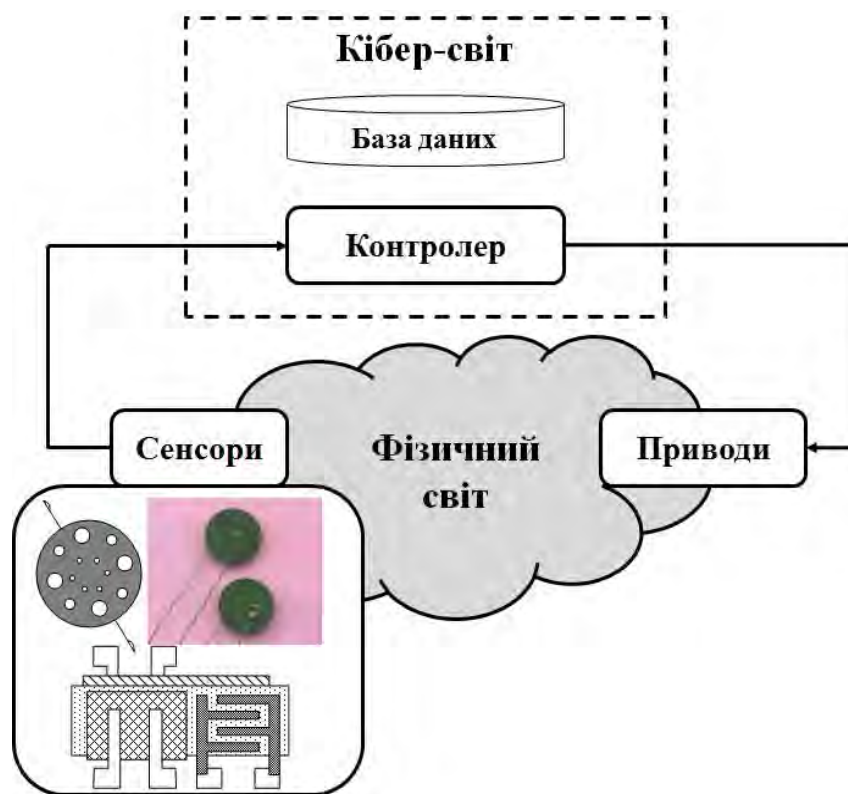 Кібер-світ
База даних
Контролер
Сенсори
Фізичний
світ
Приводи